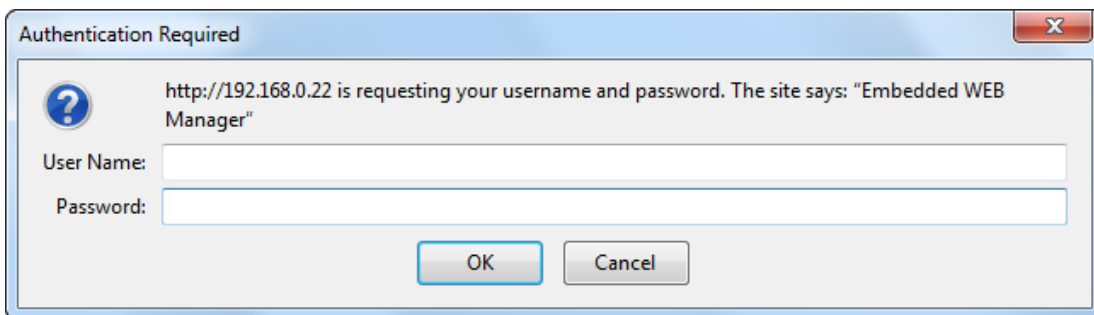 Authentication Required
http://192.168.0.22 is requesting your username and password. The site says: “Embedded WEB
Manager”
User Name:
Password:
OK
Cancel